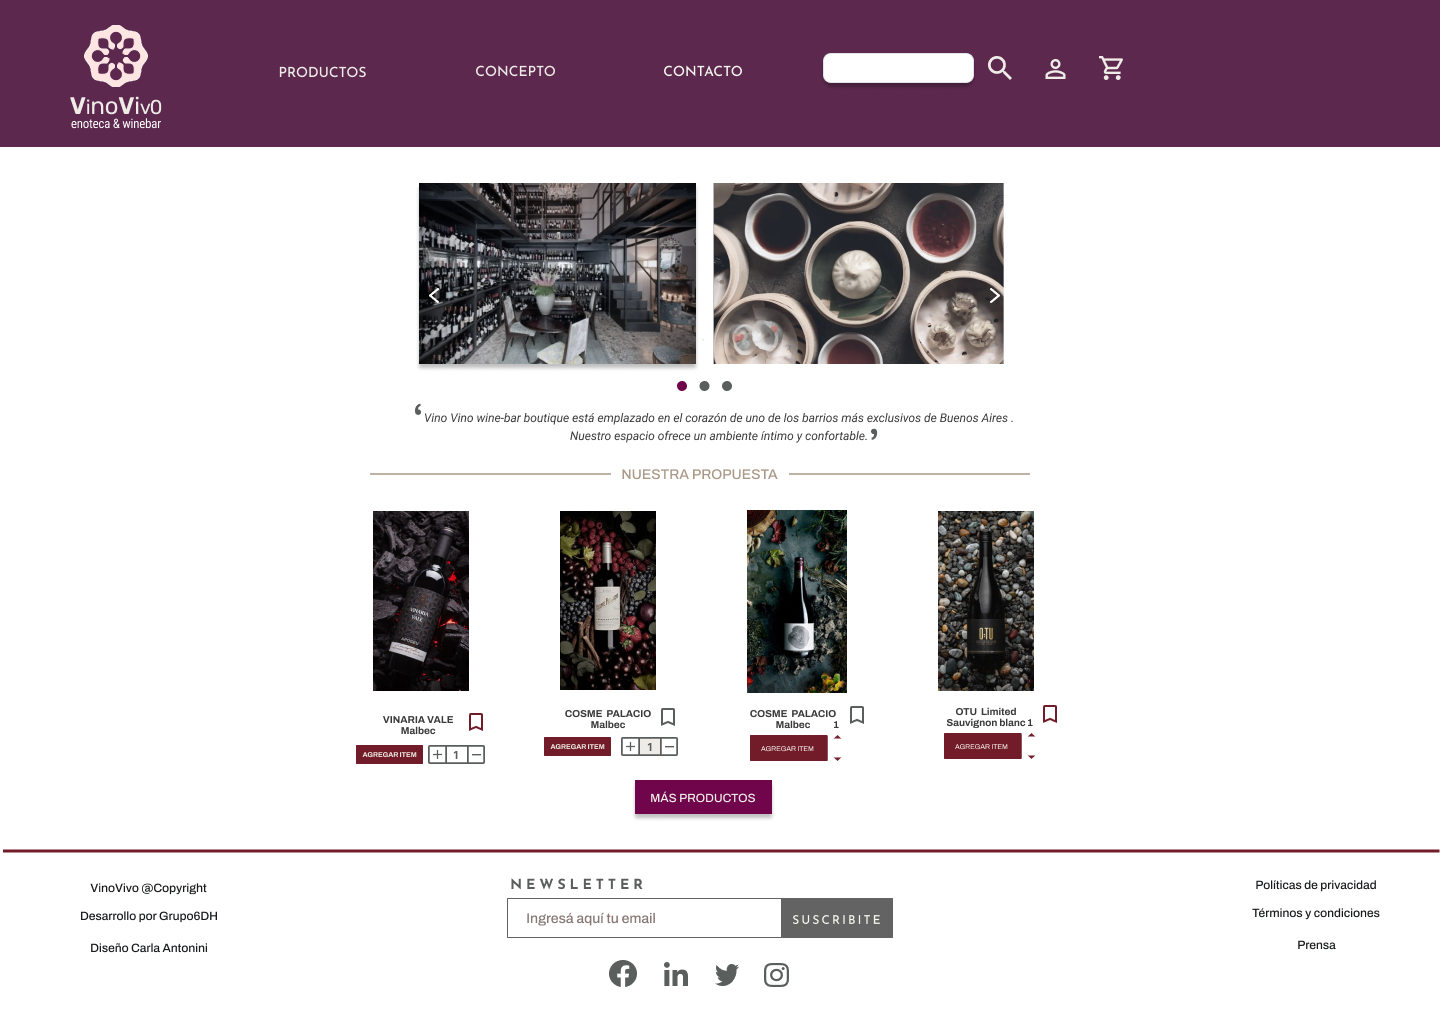 VinoVivo
enoteca & winebar
PRODUCTOS
CONCEPTO
CONTACTO
‘ Vino Vino wine-bar boutique está emplazado en el corazón de uno de los barrios más exclusivos de Buenos Aires .
Nuestro espacio ofrece un ambiente íntimo y confortable. ’
NUESTRA PROPUESTA
VINARIA
VALE
O-TU
VINARIA VALE
Malbec
AGREGAR ITEM
+ 1 −
COSME PALACIO
Malbec
AGREGAR ITEM
+ 1 −
COSME PALACIO
Malbec 1
AGREGAR ITEM
OTU Limited
Sauvignon blanc 1
AGREGAR ITEM
MÁS PRODUCTOS
VinoVivo @Copyright
Desarrollo por Grupo6DH
Diseño Carla Antonini
NEWSLETTER
Ingresá aquí tu email
SUSCRIBITE
Políticas de privacidad
Términos y condiciones
Prensa